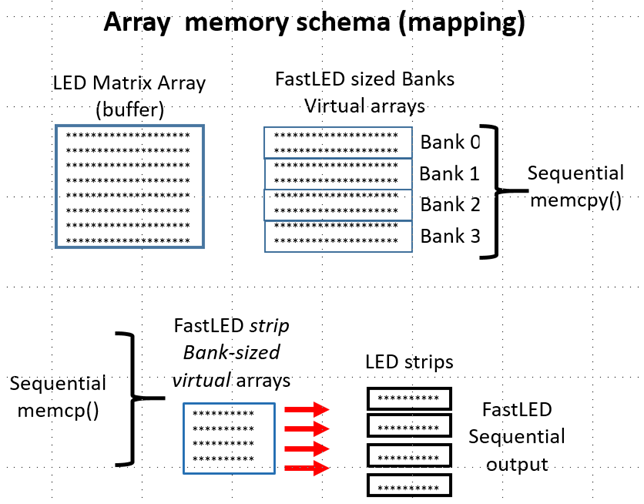 Array memory schema (mapping)
LED Matrix Array
(buffer)
********************
********************
********************
********************
********************
********************
********************
********************
FastLED sized Banks
Virtual arrays
********************
********************
Bank 0
********************
********************
Bank 1
********************
********************
Bank 2
********************
********************
Bank 3
Sequential
memcpy()
Sequential
memcp()
FastLED strip
Bank-sized
virtual arrays
**********
**********
**********
**********
LED strips
**********
**********
**********
**********
FastLED
Sequential
output